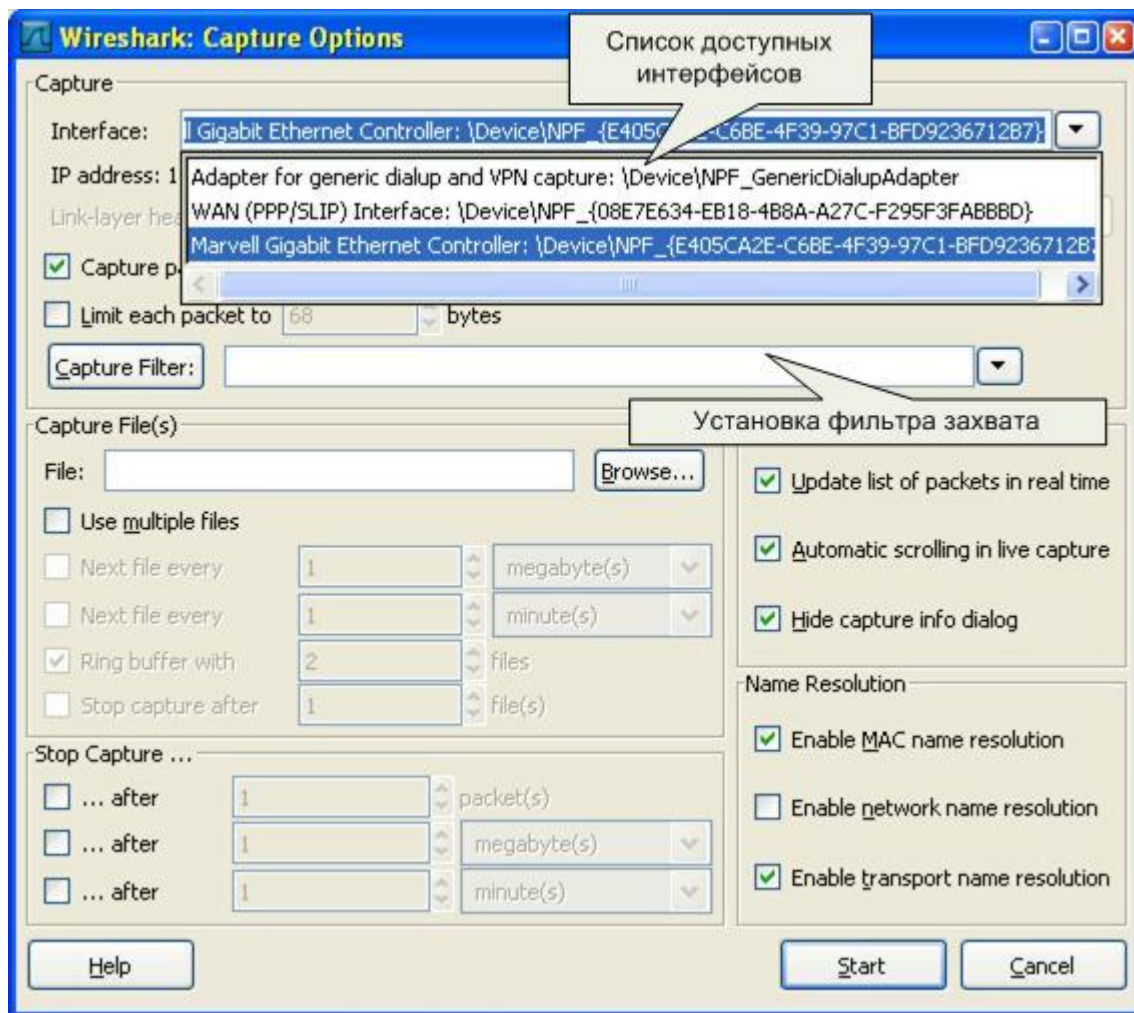 Wireshark: Capture Options
Список доступных
интерфейсов
Capture
Interface: l Gigabit Ethernet Controller: \Device\NPF_{E405CA2E-C6BE-4F39-97C1-BFD9236712B7}
Adapter for generic dialup and VPN capture: \Device\NPF_GenericDialupAdapter
IP address: 1
WAN (PPP/SLIP) Interface: \Device\NPF_{08E7E634-EB18-4B8A-A27C-F295F3FABBBD}
Link-layer hea
Marvell Gigabit Ethernet Controller: \Device\NPF_{E405CA2E-C6BE-4F39-97C1-BFD9236712B7
Capture p
Limit each packet to 68 bytes
Capture Filter:
Установка фильтра захвата
Capture File(s)
File: Browse...
Update list of packets in real time
Use multiple files
Automatic scrolling in live capture
Next file every 1 megabyte(s)
Next file every 1 minute(s)
Hide capture info dialog
Ring buffer with 2 files
Stop capture after 1 file(s)
Name Resolution
Enable MAC name resolution
Stop Capture ...
... after 1 packet(s)
Enable network name resolution
... after 1 megabyte(s)
... after 1 minute(s)
Enable transport name resolution
Help Start Cancel